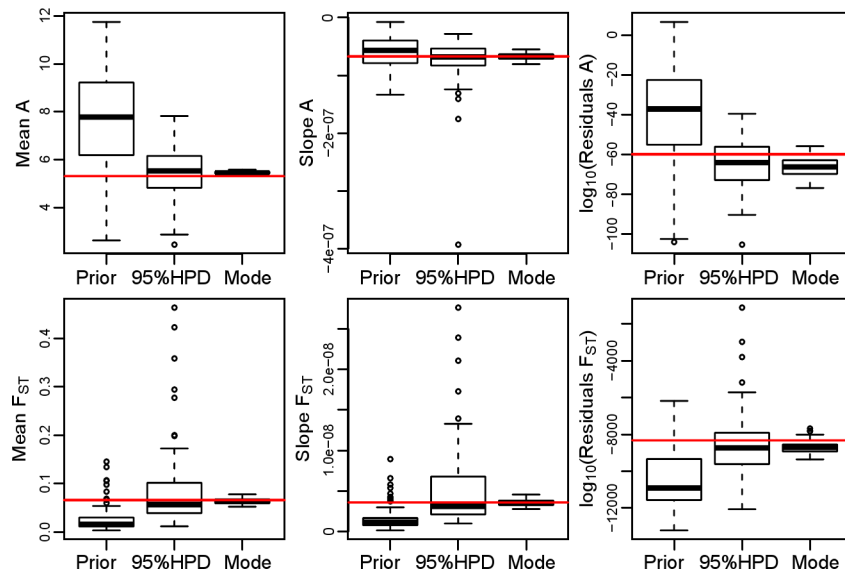 Mean A
12
10
8
6
4
Prior 95%HPD Mode
Slope A
−0e+00
−2e−07
−4e−07
Prior 95%HPD Mode
log10(Residuals A)
0
−20
−40
−60
−80
−100
Prior 95%HPD Mode
Mean FST
0.4
0.3
0.2
0.1
0.0
Prior 95%HPD Mode
Slope FST
2.0e−08
1.0e−08
0.0e+00
Prior 95%HPD Mode
log10(Residuals FST)
−4000
−8000
−12000
Prior 95%HPD Mode